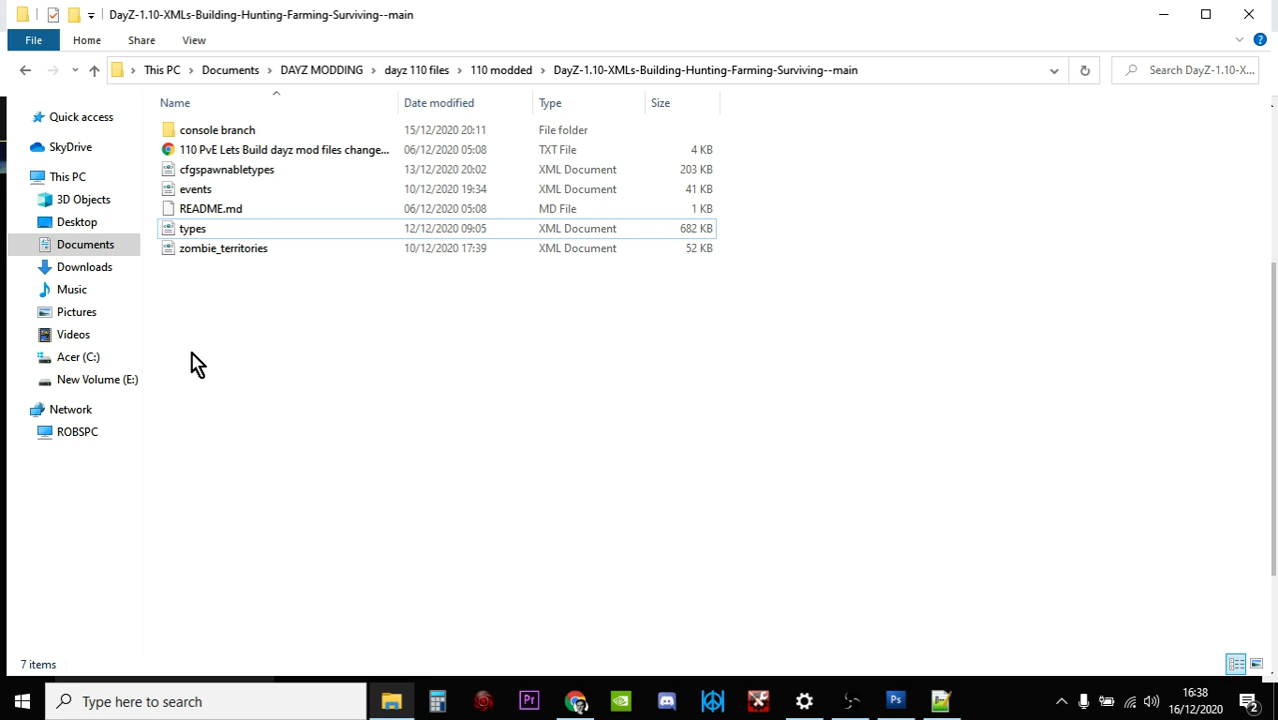 DayZ-1.10-XMLs-Building-Hunting-Farming-Surviving--main
File Home Share View
This PC > Documents > DAYZ MODDING > dayz 110 files > 110 modded > DayZ-1.10-XMLs-Building-Hunting-Farming-Surviving--main
Search DayZ-1.10-X...
Name Date modified Type Size
Quick access
SkyDrive
This PC
3D Objects
Desktop
Documents
Downloads
Music
Pictures
Videos
Acer (C:)
New Volume (E:)
Network
ROBSPC
console branch 15/12/2020 20:11 File folder
110 PvE Lets Build dayz mod files change... 06/12/2020 05:08 TXT File 4 KB
cfgspawnabletypes 13/12/2020 20:02 XML Document 203 KB
events 10/12/2020 19:34 XML Document 41 KB
README.md 06/12/2020 05:08 MD File 1 KB
types 12/12/2020 09:05 XML Document 682 KB
zombie_territories 10/12/2020 17:39 XML Document 52 KB
7 items
Type here to search
Pr
Ps
16:38
16/12/2020
2